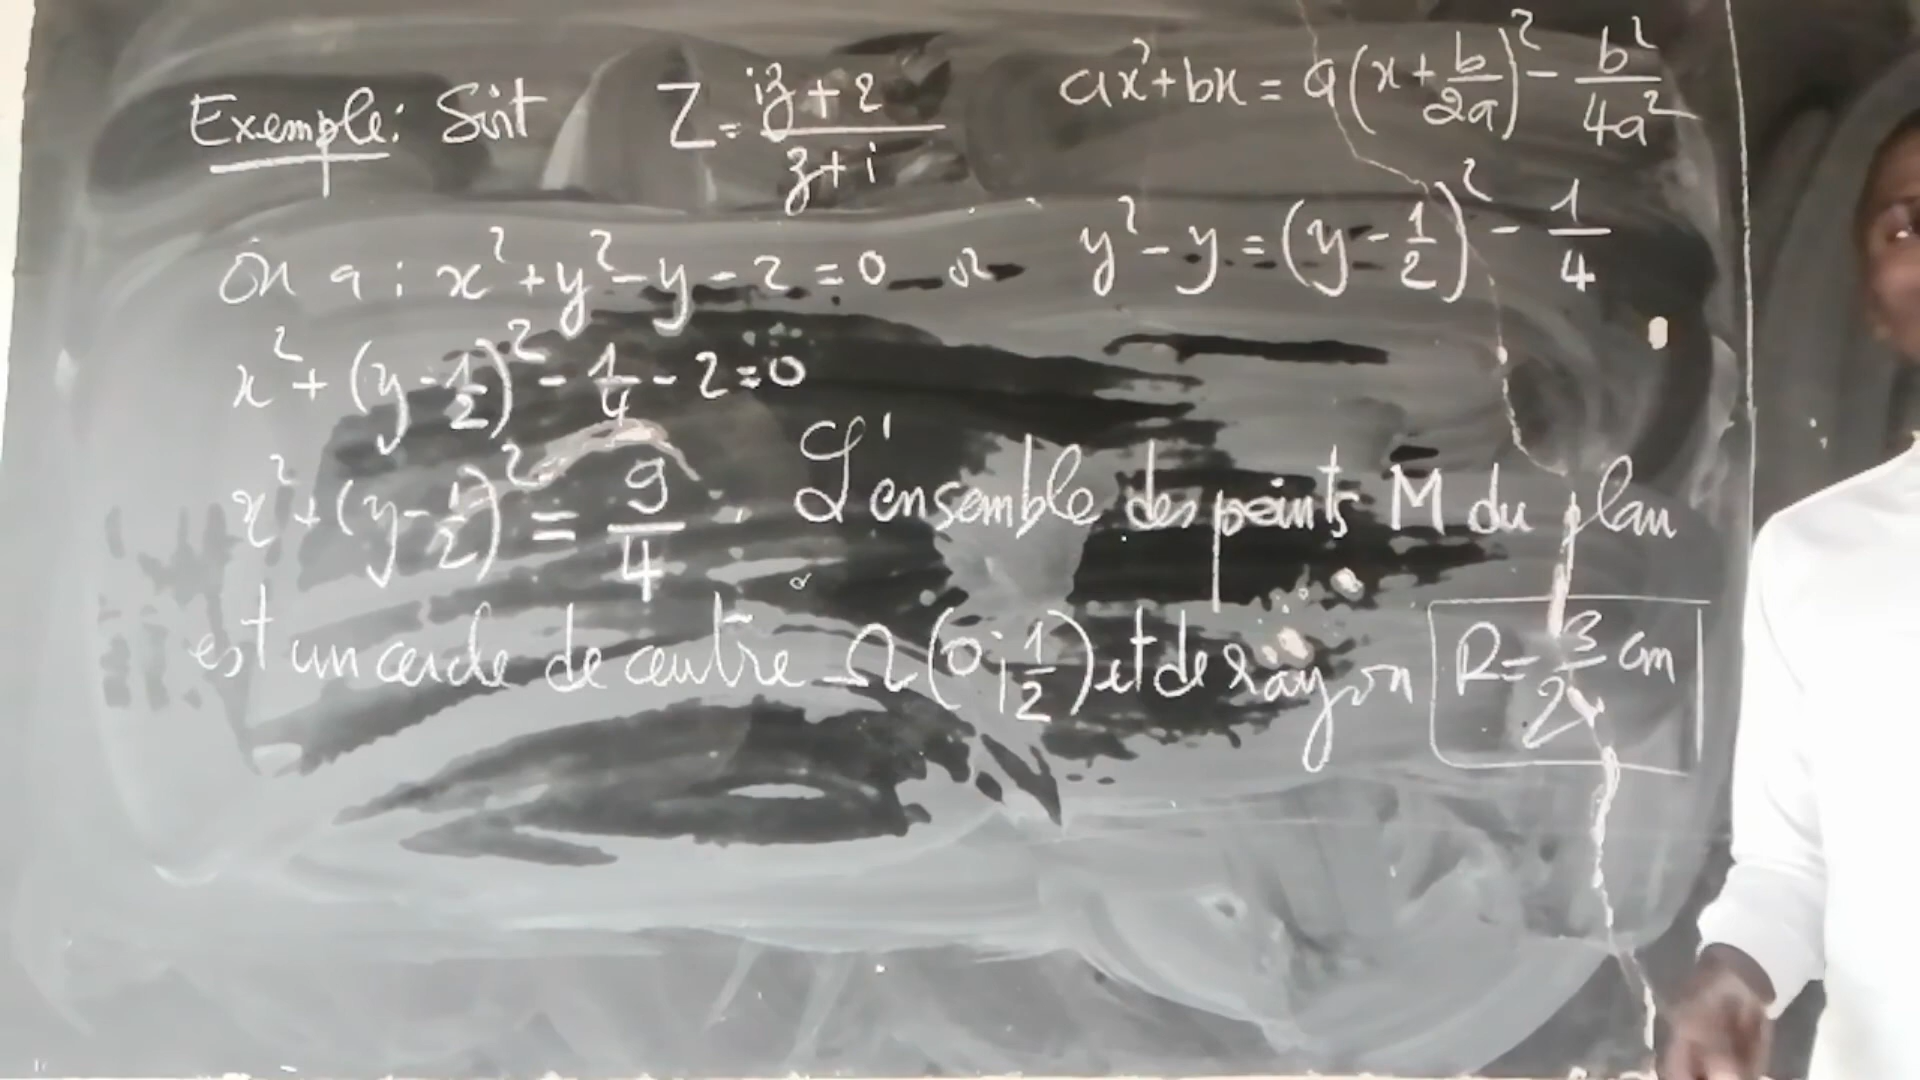 Exemple : Soit Z = (iz + 2)/(z + i)
ax² + bx = a(x + b/2a)² - b²/4a²
On a : x² + y² - y - 2 = 0 or y² - y = (y - 1/2)² - 1/4
x² + (y - 1/2)² - 1/4 - 2 = 0
x² + (y - 1/2)² = 9/4 . L'ensemble des points M du plan
est un cercle de centre Ω(0; 1/2) et de rayon R = 3/2 cm